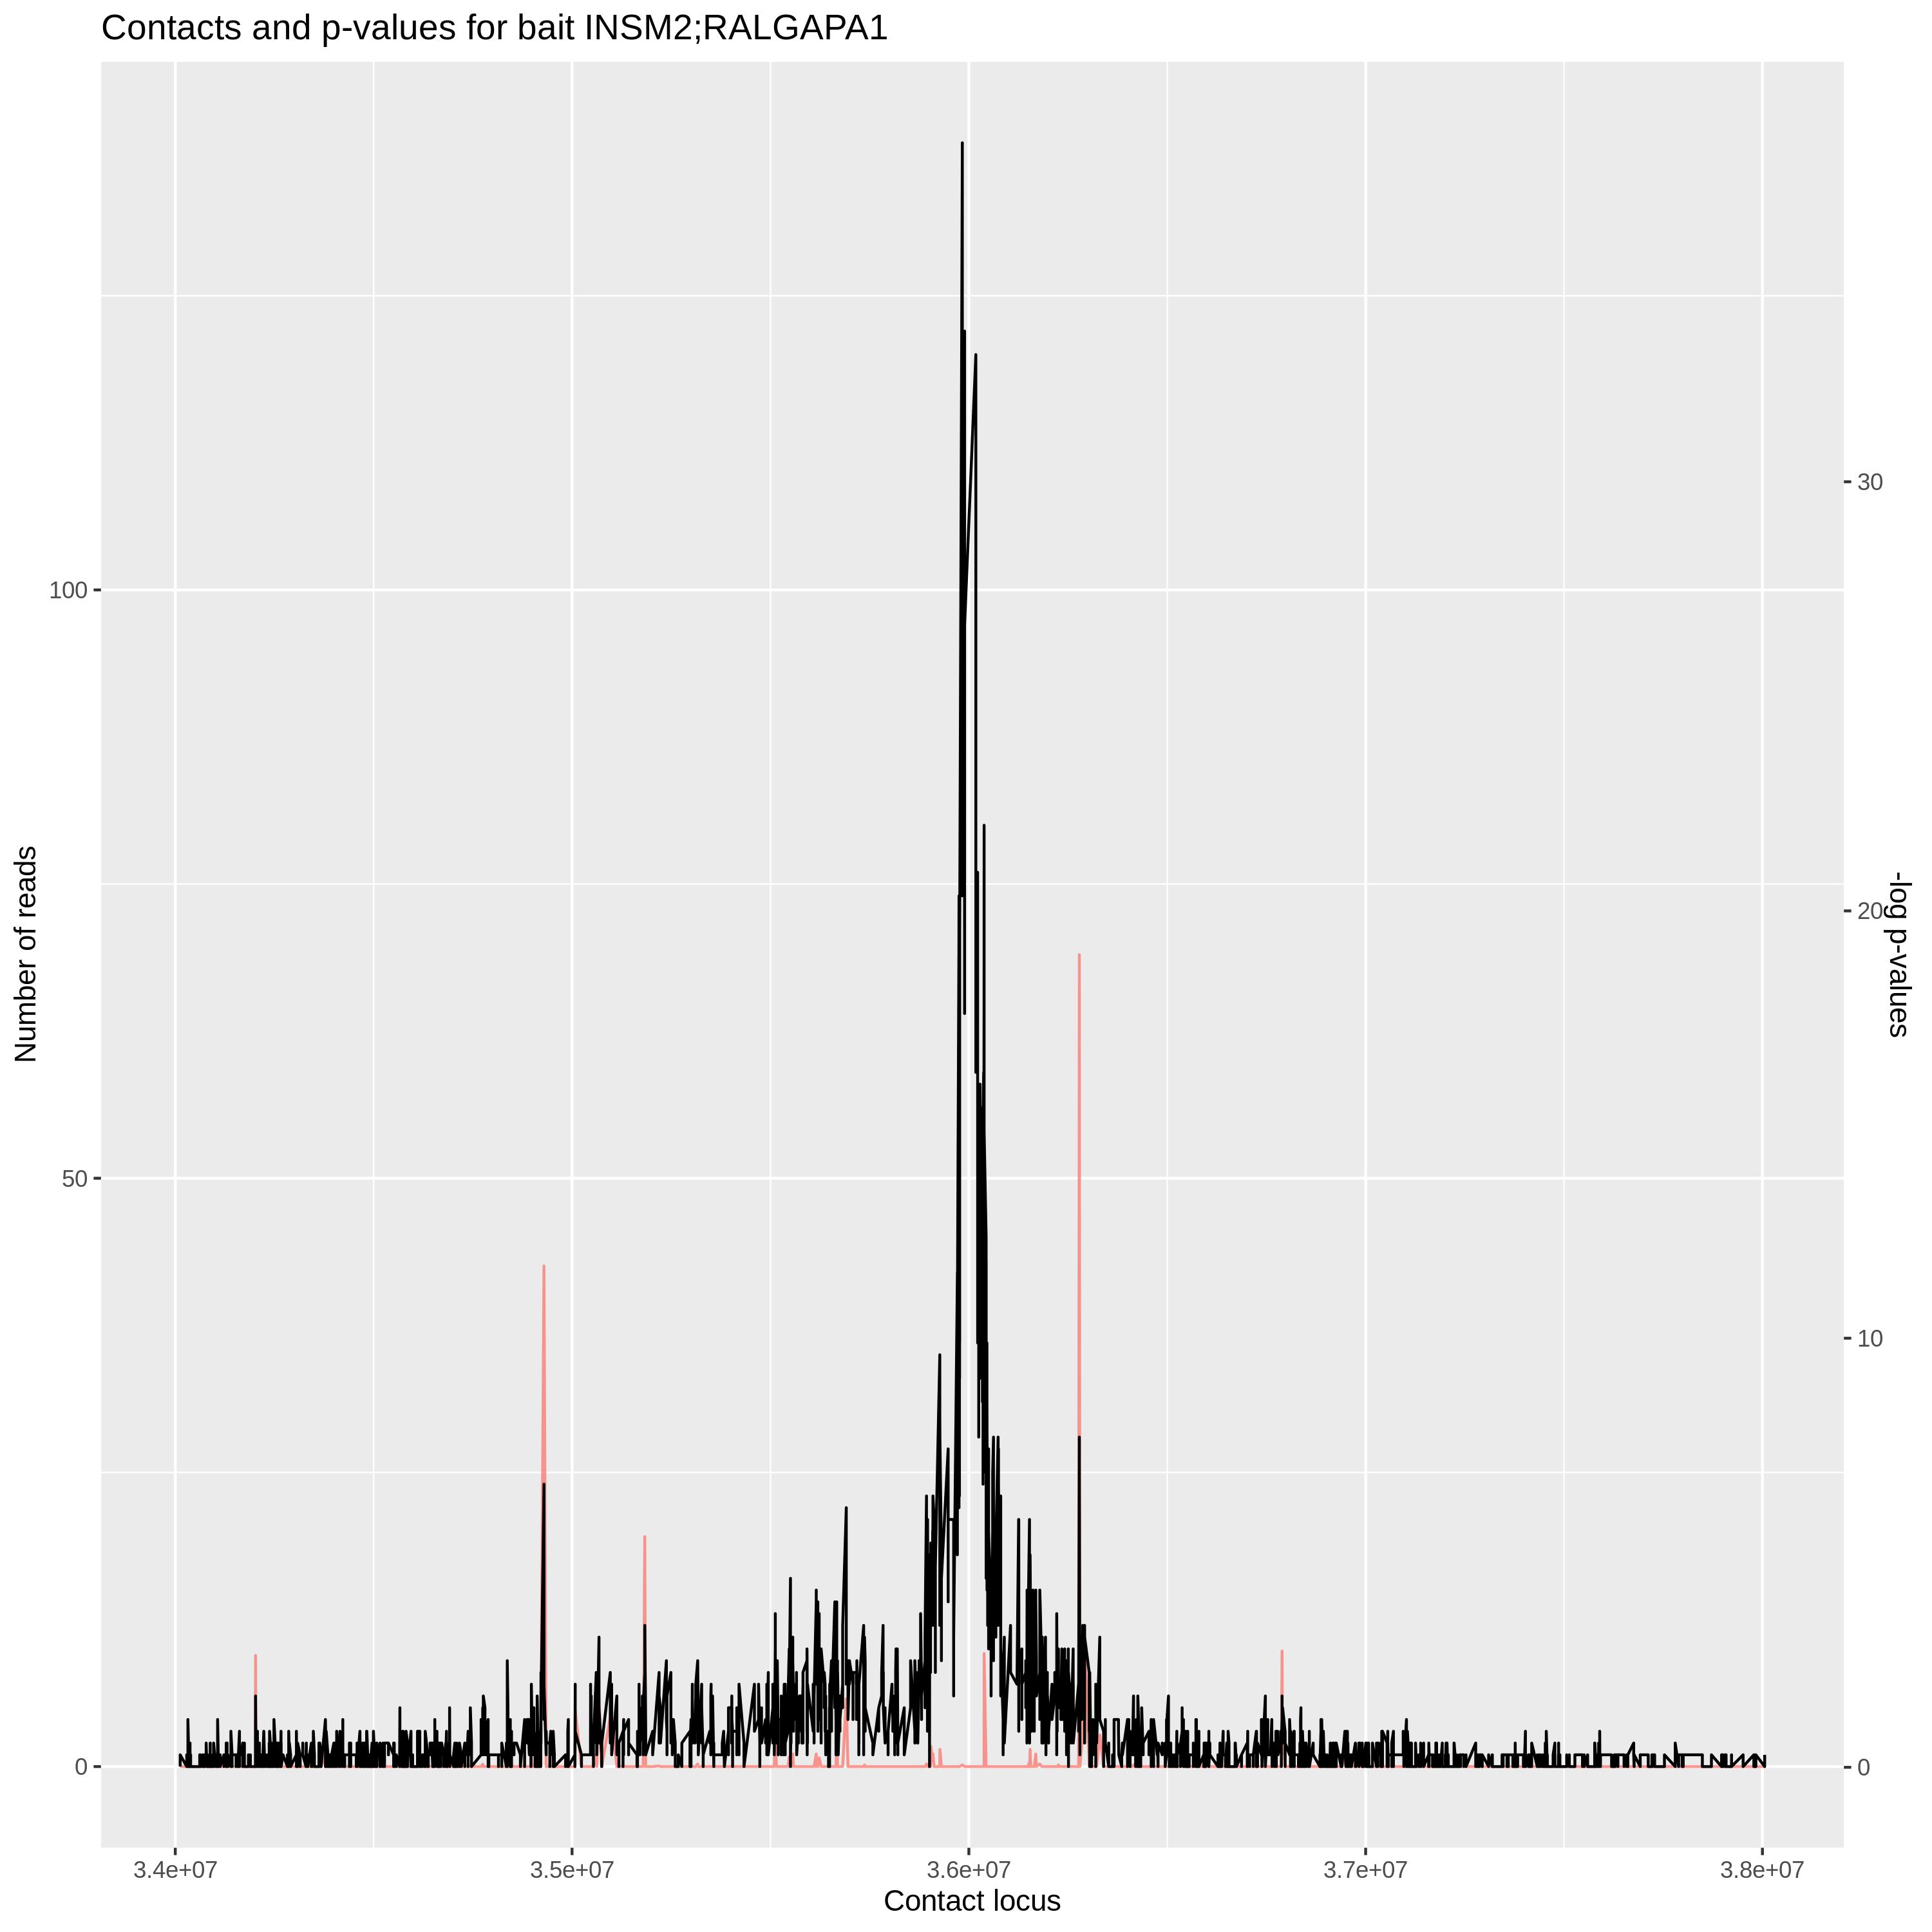 Contacts and p-values for bait INSM2;RALGAPA1
Number of reads
100
50
0
30
20
10
0
-log p-values
3.4e+07 3.5e+07 3.6e+07 3.7e+07 3.8e+07
Contact locus